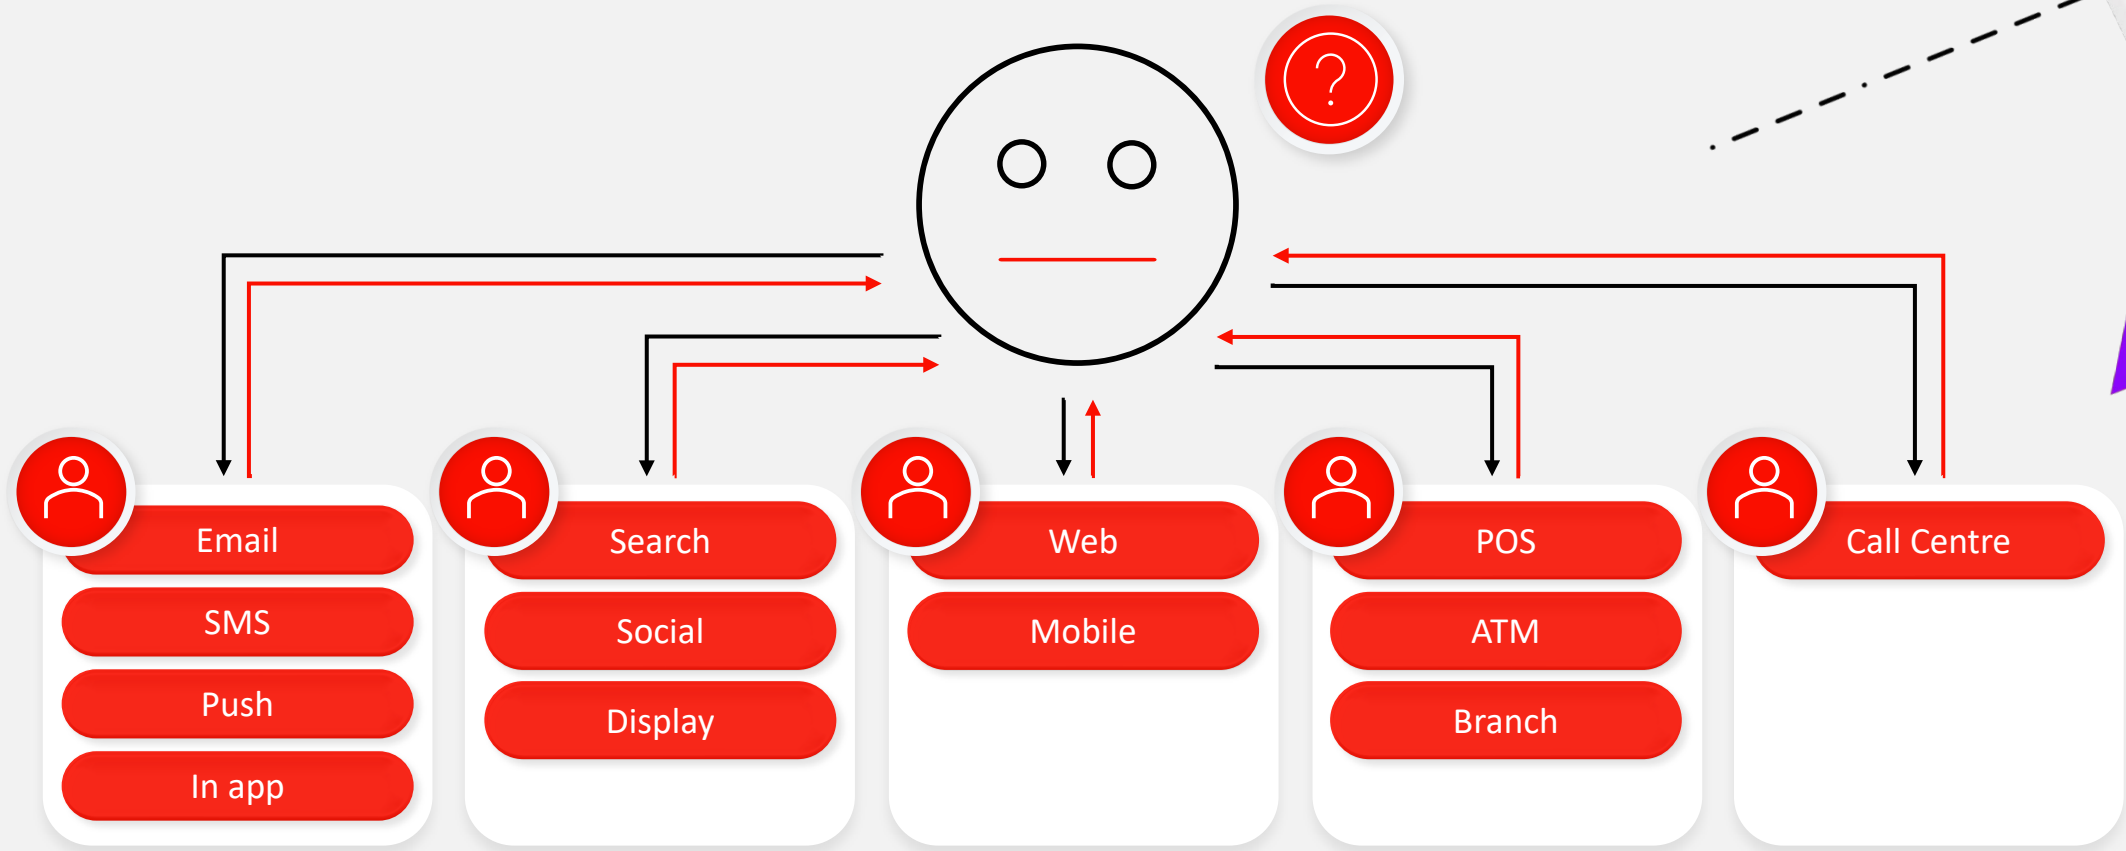 ?
Email
SMS
Push
In app
Search
Social
Display
Web
Mobile
POS
ATM
Branch
Call Centre